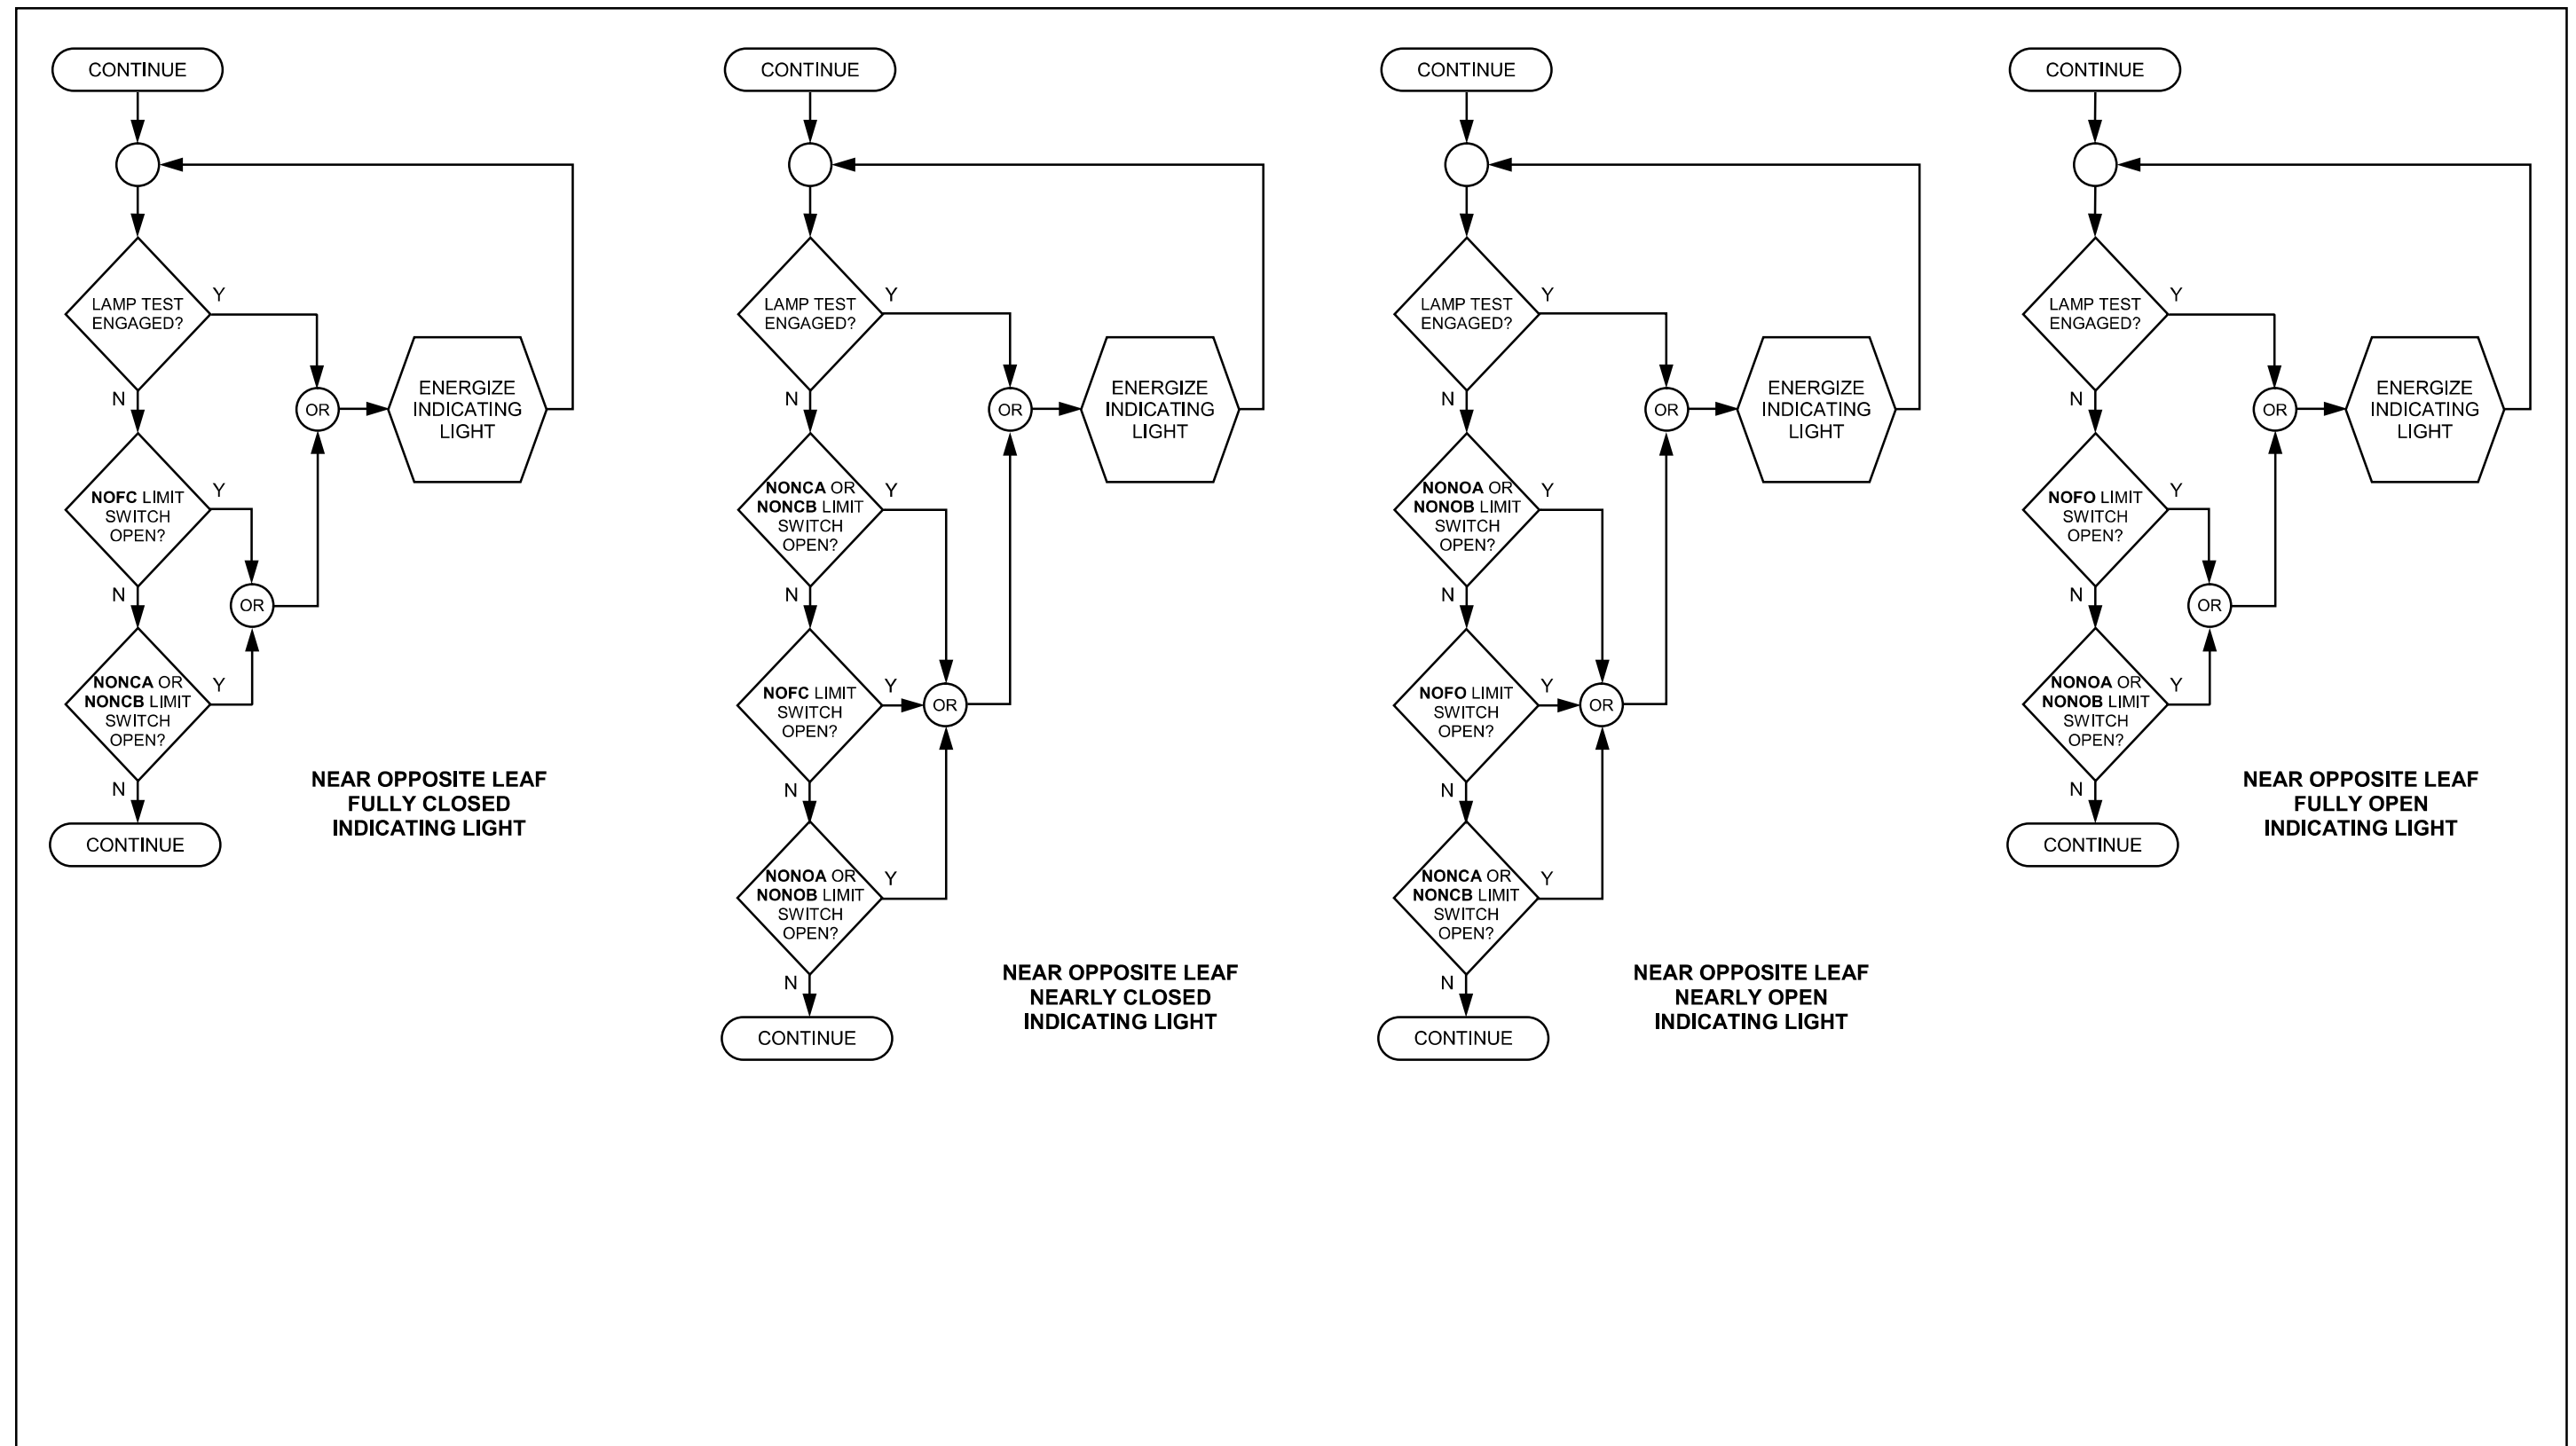 CONTINUE
LAMP TEST
ENGAGED?
Y
N
ENERGIZE
INDICATING
LIGHT
OR
NOFC LIMIT
SWITCH
OPEN?
Y
N
OR
NONCA OR
NONCB LIMIT
SWITCH
OPEN?
Y
N
CONTINUE
NEAR OPPOSITE LEAF
FULLY CLOSED
INDICATING LIGHT
CONTINUE
LAMP TEST
ENGAGED?
Y
N
OR
ENERGIZE
INDICATING
LIGHT
NONCA OR
NONCB LIMIT
SWITCH
OPEN?
Y
N
NOFC LIMIT
SWITCH
OPEN?
Y
N
OR
NONOA OR
NONOB LIMIT
SWITCH
OPEN?
Y
N
CONTINUE
NEAR OPPOSITE LEAF
NEARLY CLOSED
INDICATING LIGHT
CONTINUE
LAMP TEST
ENGAGED?
Y
N
OR
ENERGIZE
INDICATING
LIGHT
NONOA OR
NONOB LIMIT
SWITCH
OPEN?
Y
N
NOFO LIMIT
SWITCH
OPEN?
Y
N
OR
NONCA OR
NONCB LIMIT
SWITCH
OPEN?
Y
N
CONTINUE
NEAR OPPOSITE LEAF
NEARLY OPEN
INDICATING LIGHT
CONTINUE
LAMP TEST
ENGAGED?
Y
N
OR
ENERGIZE
INDICATING
LIGHT
NOFO LIMIT
SWITCH
OPEN?
Y
N
OR
NONOA OR
NONOB LIMIT
SWITCH
OPEN?
Y
N
CONTINUE
NEAR OPPOSITE LEAF
FULLY OPEN
INDICATING LIGHT